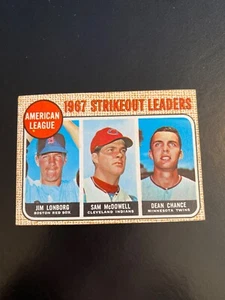 1967 STRIKEOUT LEADERS
AMERICAN
LEAGUE
JIM LONBORG
BOSTON RED SOX
SAM McDOWELL
CLEVELAND INDIANS
DEAN CHANCE
MINNESOTA TWINS